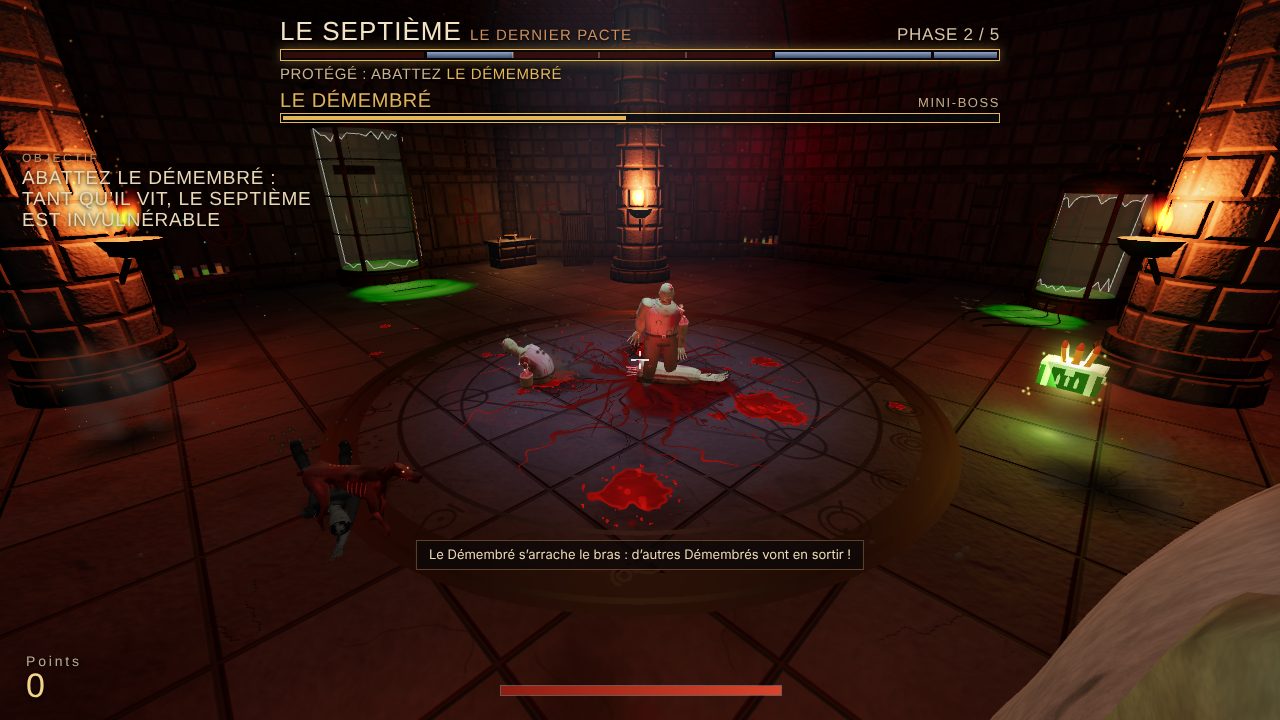 LE SEPTIÈME LE DERNIER PACTE PHASE 2 / 5
PROTÉGÉ : ABATTEZ LE DÉMEMBRÉ
LE DÉMEMBRÉ MINI-BOSS
OBJECTIF
ABATTEZ LE DÉMEMBRÉ :
TANT QU'IL VIT, LE SEPTIÈME
EST INVULNÉRABLE
Le Démembré s’arrache le bras : d’autres Démembrés vont en sortir !
Points
0